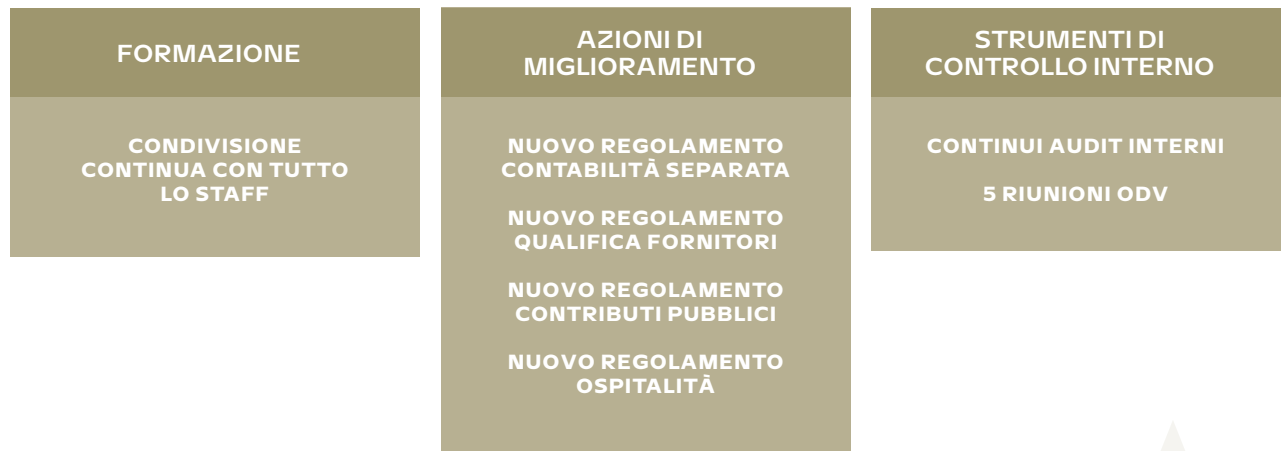 FORMAZIONE
CONDIVISIONE
CONTINUA CON TUTTO
LO STAFF
AZIONI DI
MIGLIORAMENTO
NUOVO REGOLAMENTO
CONTABILITÀ SEPARATA
NUOVO REGOLAMENTO
QUALIFICA FORNITORI
NUOVO REGOLAMENTO
CONTRIBUTI PUBBLICI
NUOVO REGOLAMENTO
OSPITALITÀ
STRUMENTI DI
CONTROLLO INTERNO
CONTINUI AUDIT INTERNI
5 RIUNIONI ODV